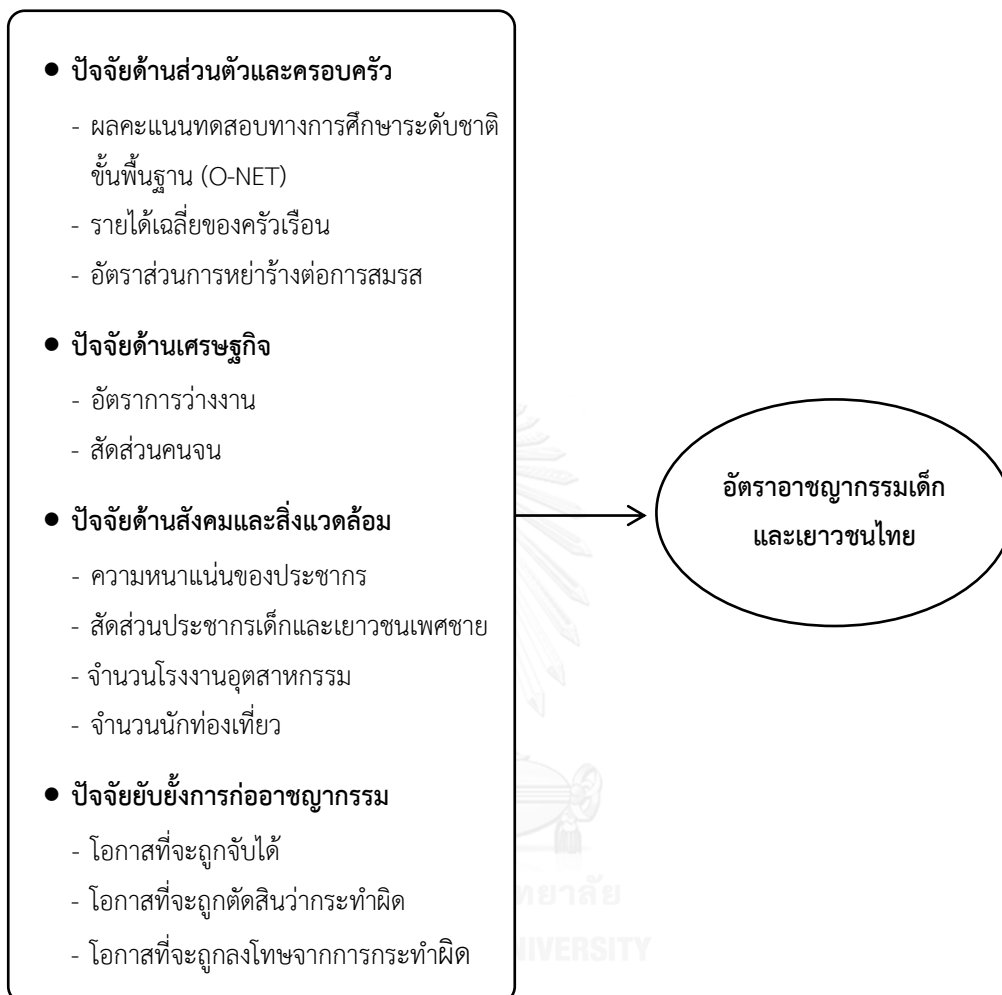 ● ปัจจัยด้านส่วนตัวและครอบครัว
- ผลคะแนนทดสอบทางการศึกษาระดับชาติ
ขั้นพื้นฐาน (O-NET)
- รายได้เฉลี่ยของครัวเรือน
- อัตราส่วนการหย่าร้างต่อการสมรส
● ปัจจัยด้านเศรษฐกิจ
- อัตราการว่างงาน
- สัดส่วนคนจน
● ปัจจัยด้านสังคมและสิ่งแวดล้อม
- ความหนาแน่นของประชากร
- สัดส่วนประชากรเด็กและเยาวชนเพศชาย
- จำนวนโรงงานอุตสาหกรรม
- จำนวนนักท่องเที่ยว
● ปัจจัยยับยั้งการก่ออาชญากรรม
- โอกาสที่จะถูกจับได้
- โอกาสที่จะถูกตัดสินว่ากระทำผิด
- โอกาสที่จะถูกลงโทษจากการกระทำผิด
อัตราอาชญากรรมเด็ก
และเยาวชนไทย
ทยาลัย
NIVERSITY